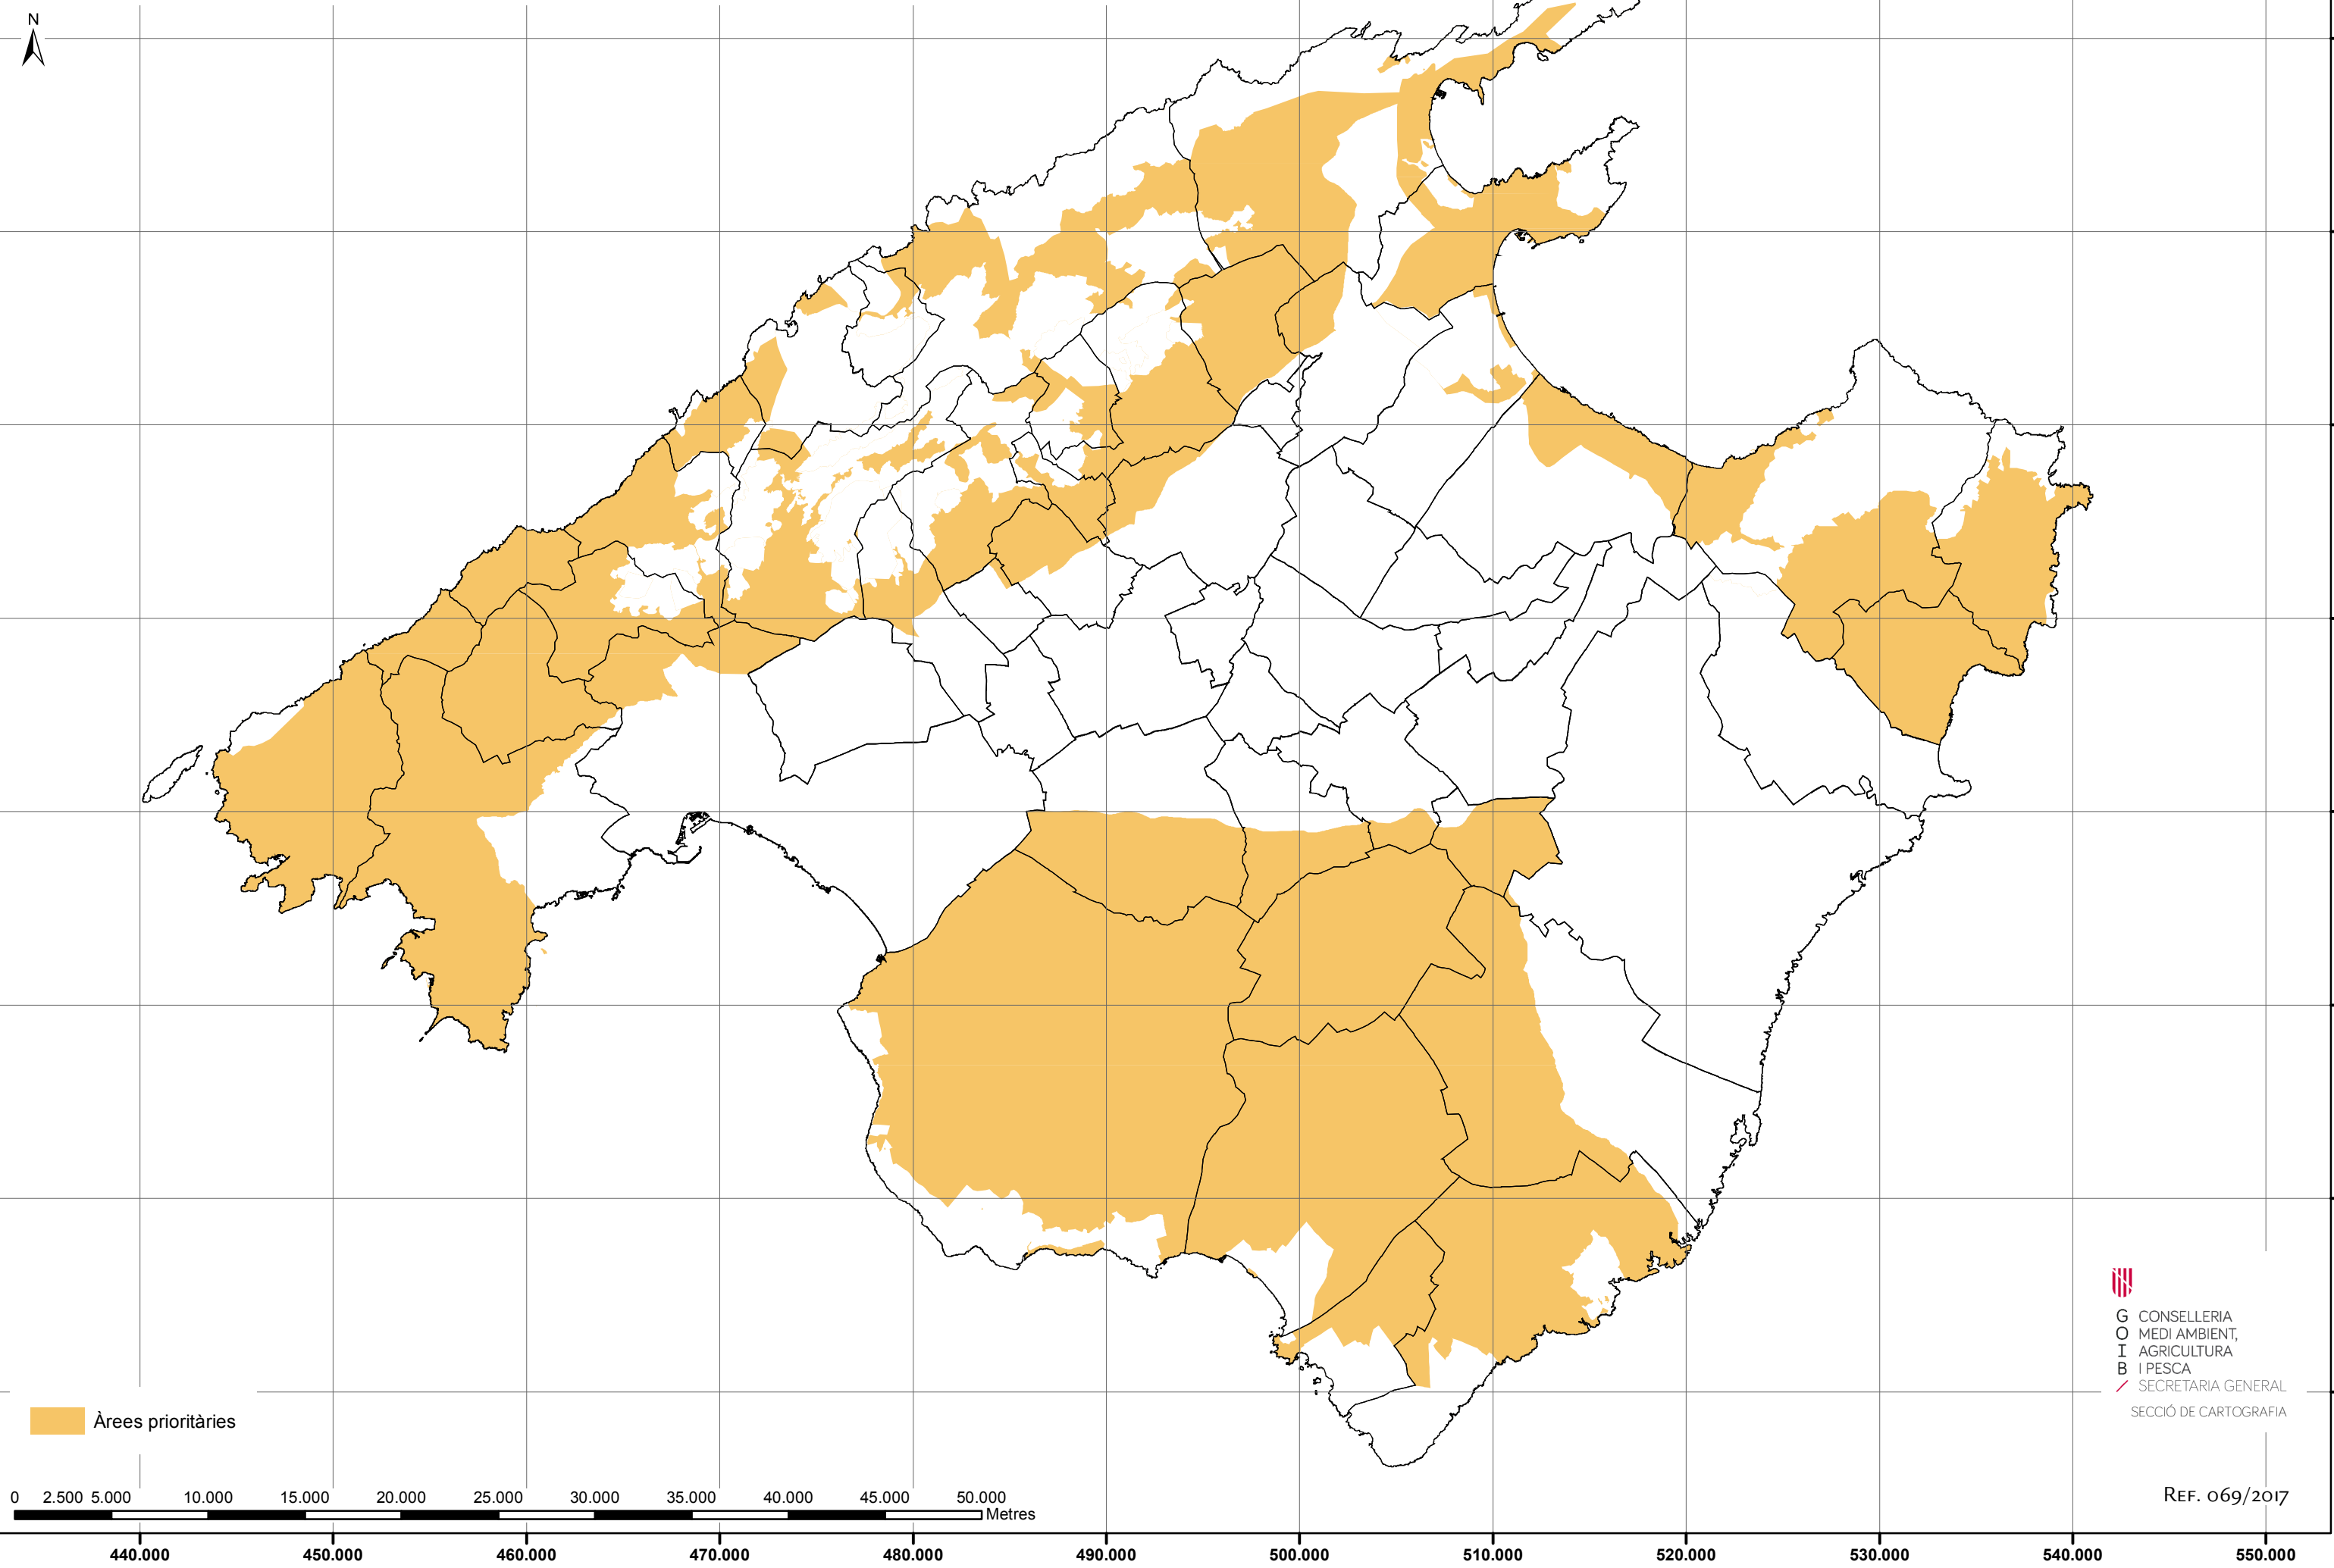 N
G CONSELLERIA
O MEDI AMBIENT,
I AGRICULTURA
B I PESCA
/ SECRETARIA GENERAL
SECCIÓ DE CARTOGRAFIA
Àrees prioritàries
REF. 069/2017
0 2.500 5.000 10.000 15.000 20.000 25.000 30.000 35.000 40.000 45.000 50.000
Metres
440.000 450.000 460.000 470.000 480.000 490.000 500.000 510.000 520.000 530.000 540.000 550.000